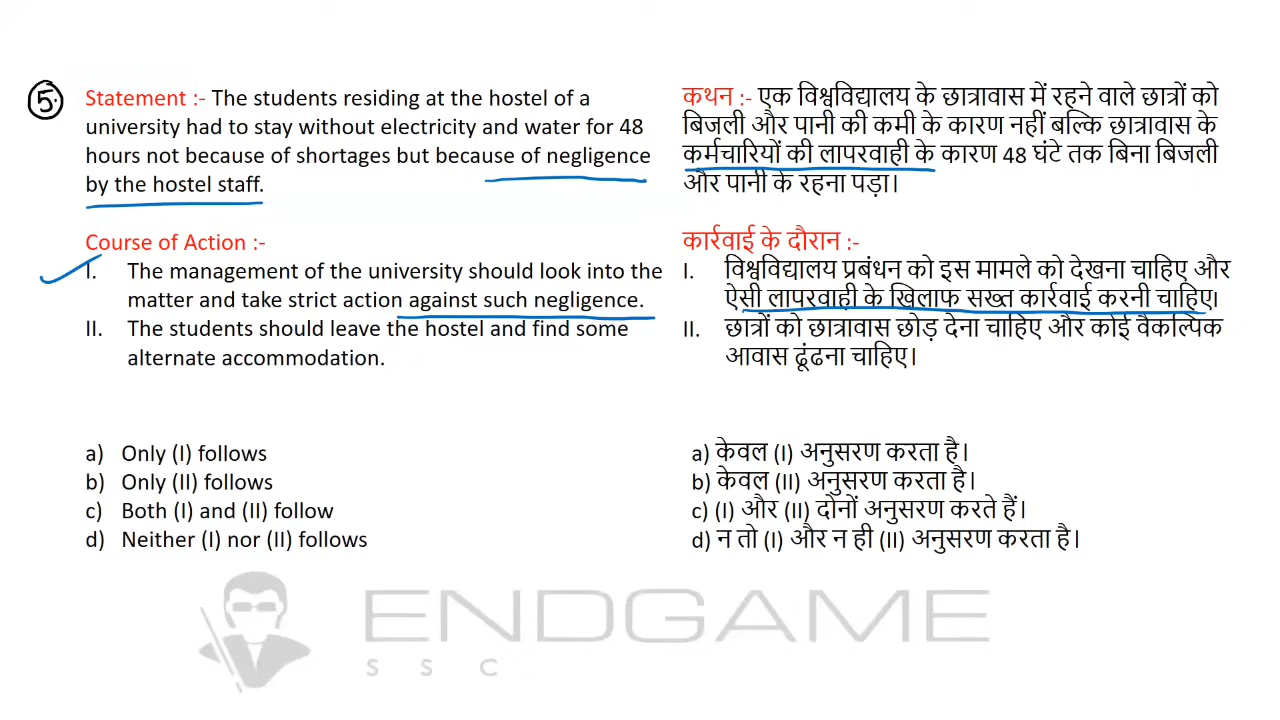 5.
Statement :- The students residing at the hostel of a
university had to stay without electricity and water for 48
hours not because of shortages but because of negligence
by the hostel staff.
Course of Action :-
I. The management of the university should look into the
matter and take strict action against such negligence.
II. The students should leave the hostel and find some
alternate accommodation.
a) Only (I) follows
b) Only (II) follows
c) Both (I) and (II) follow
d) Neither (I) nor (II) follows
कथन :- एक विश्वविद्यालय के छात्रावास में रहने वाले छात्रों को
बिजली और पानी की कमी के कारण नहीं बल्कि छात्रावास के
कर्मचारियों की लापरवाही के कारण 48 घंटे तक बिना बिजली
और पानी के रहना पड़ा।
कार्रवाई के दौरान :-
I. विश्वविद्यालय प्रबंधन को इस मामले को देखना चाहिए और
ऐसी लापरवाही के खिलाफ सख्त कार्रवाई करनी चाहिए।
II. छात्रों को छात्रावास छोड़ देना चाहिए और कोई वैकल्पिक
आवास ढूंढना चाहिए।
a) केवल (I) अनुसरण करता है।
b) केवल (II) अनुसरण करता है।
c) (I) और (II) दोनों अनुसरण करते हैं।
d) न तो (I) और न ही (II) अनुसरण करता है।
ENDGAME
SSC